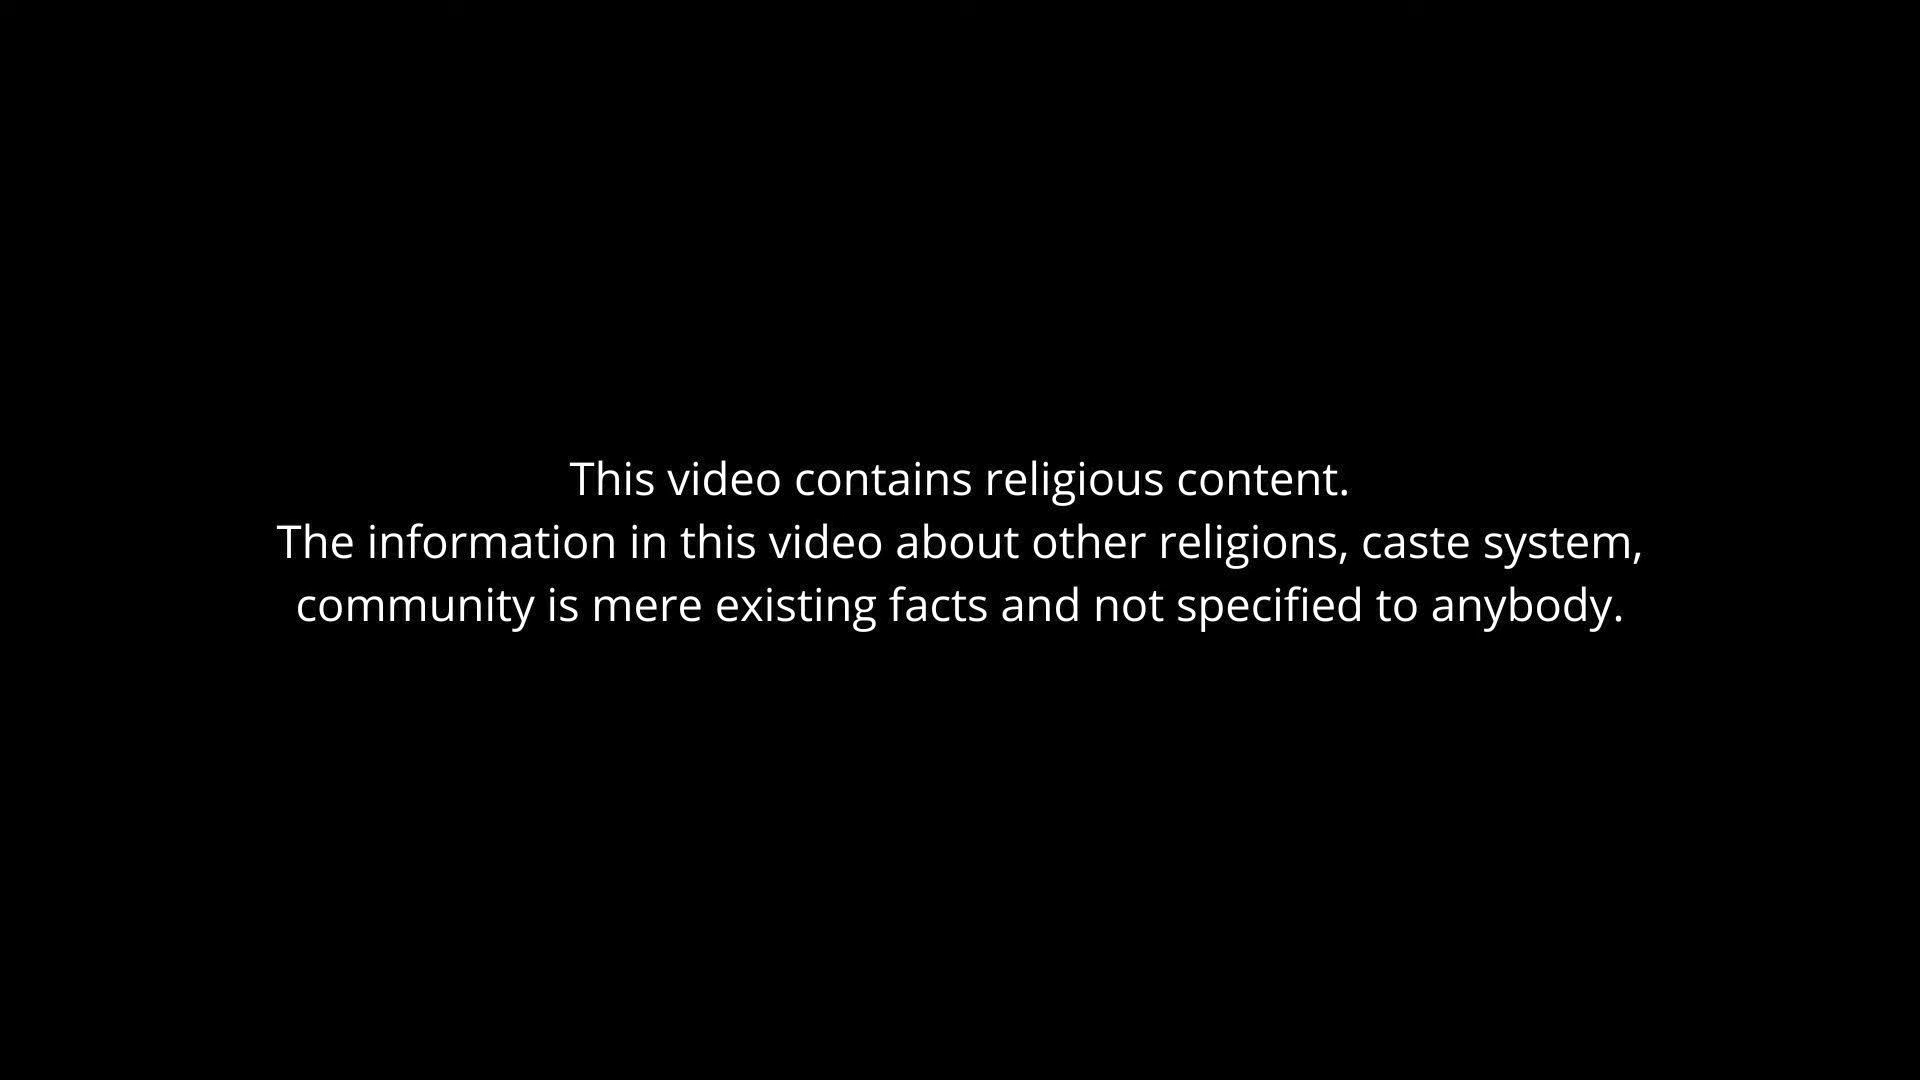 This video contains religious content.
The information in this video about other religions, caste system,
community is mere existing facts and not specified to anybody.